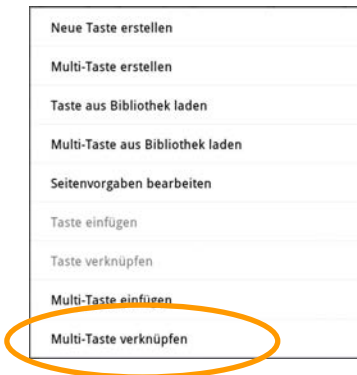 Neue Taste erstellen
Multi-Taste erstellen
Taste aus Bibliothek laden
Multi-Taste aus Bibliothek laden
Seitenvorgaben bearbeiten
Taste einfügen
Taste verknüpfen
Multi-Taste einfügen
Multi-Taste verknüpfen